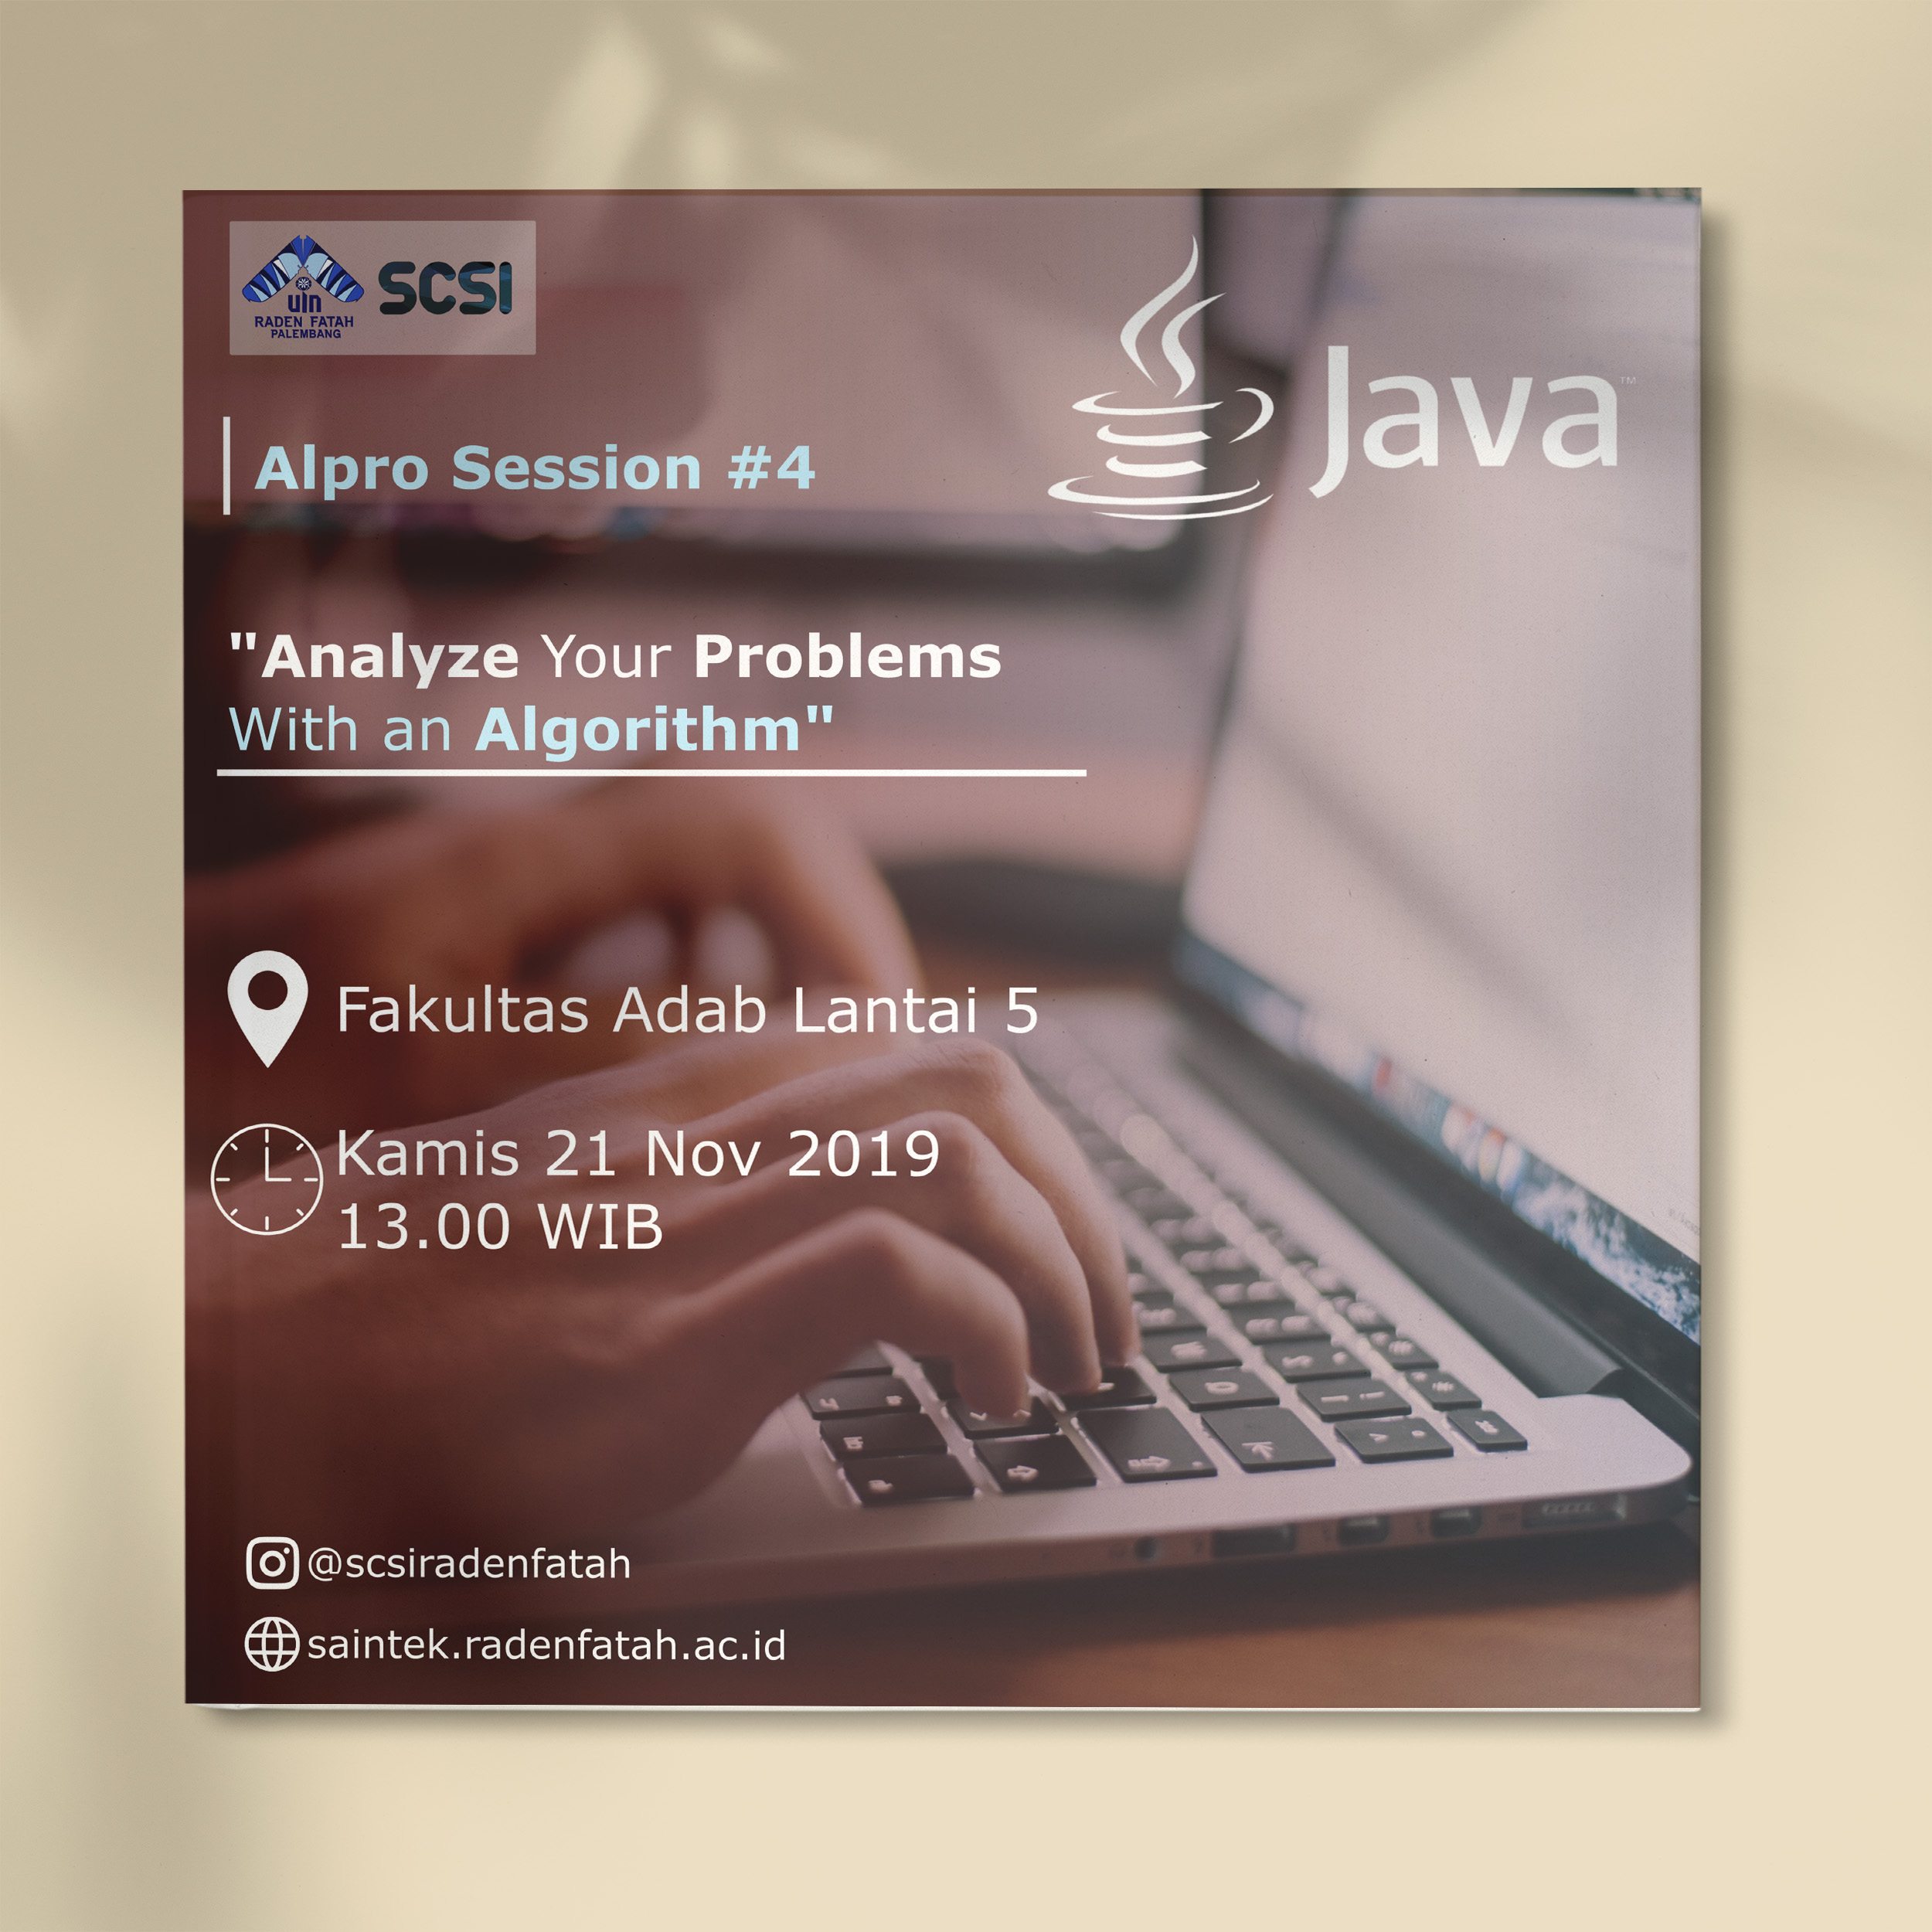 uin
RADEN FATAH
PALEMBANG
SCSI
Java™
Alpro Session #4
"Analyze Your Problems
With an Algorithm"
Fakultas Adab Lantai 5
Kamis 21 Nov 2019
13.00 WIB
@scsiradenfatah
saintek.radenfatah.ac.id